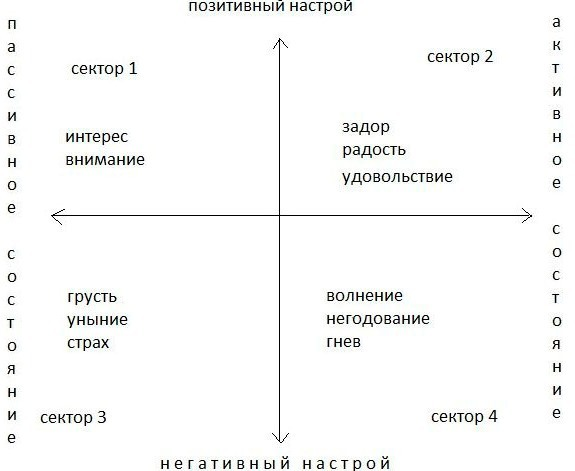 позитивный настрой
пассивное состояние
активное состояние
сектор 1
сектор 2
интерес
внимание
задор
радость
удовольствие
грусть
уныние
страх
волнение
негодование
гнев
сектор 3
сектор 4
негативный настрой